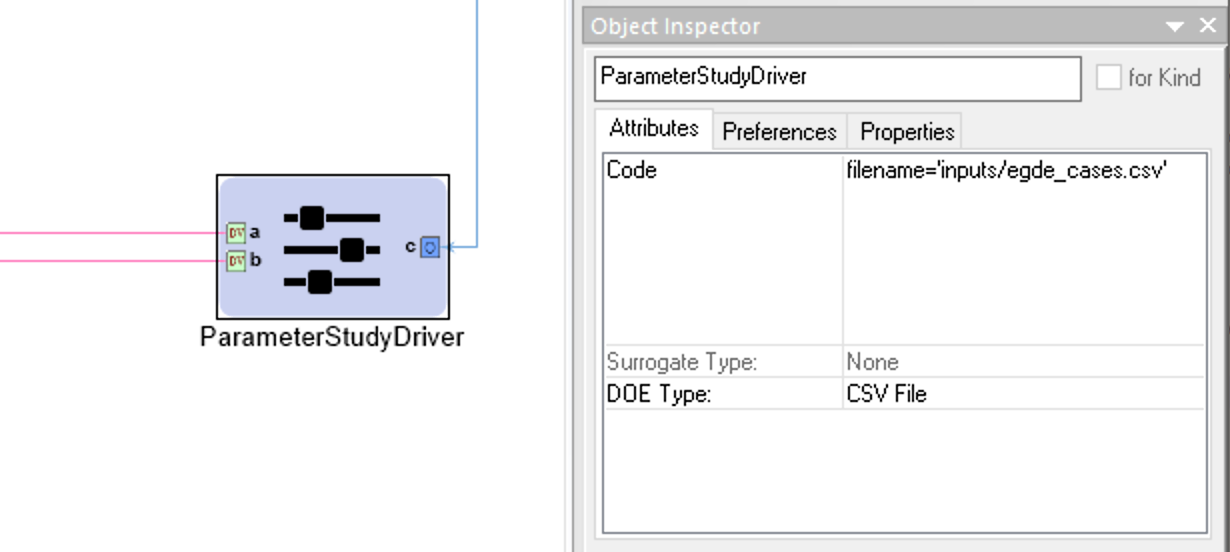 DV a
DV b
c
ParameterStudyDriver
Object Inspector
ParameterStudyDriver
for Kind
Attributes Preferences Properties
Code filename='inputs/egde_cases.csv'
Surrogate Type: None
DOE Type: CSV File